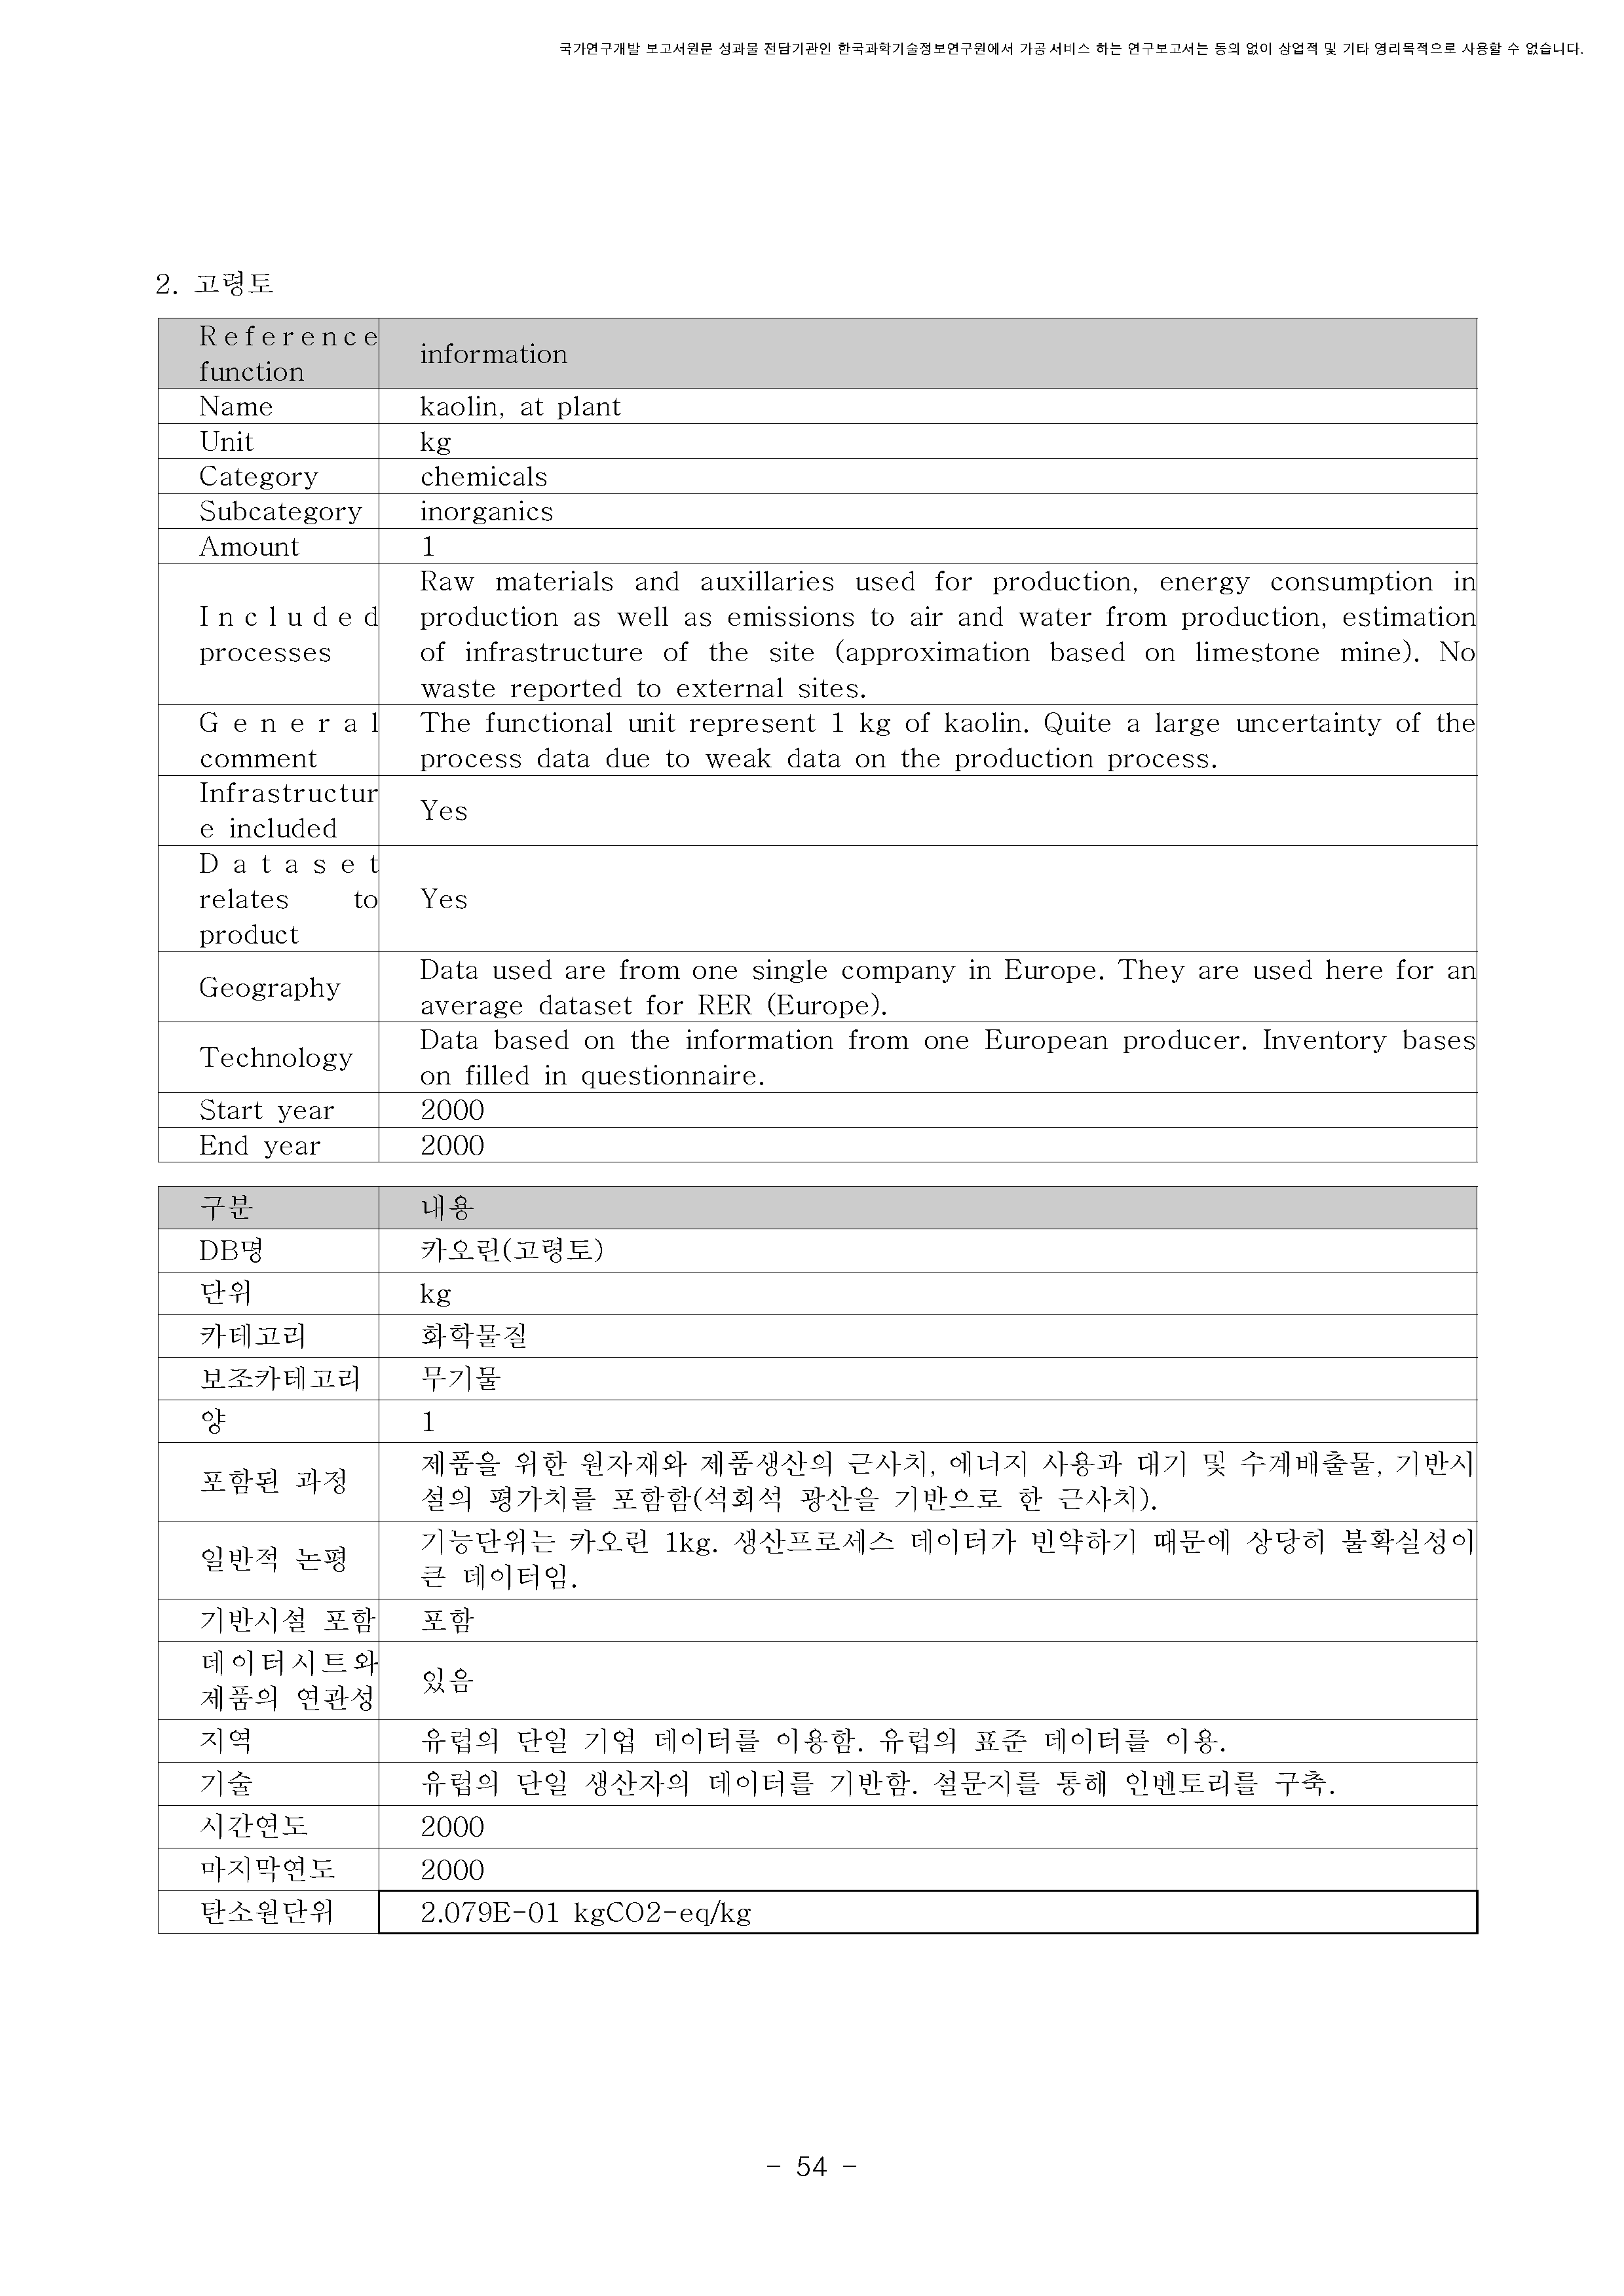 국가연구개발 보고서원문 성과물 전담기관인 한국과학기술정보연구원에서 가공·서비스 하는 연구보고서는 동의 없이 상업적 및 기타 영리목적으로 사용할 수 없습니다.
2. 고령토
Reference
function
information
Name
kaolin, at plant
Unit
kg
Category
chemicals
Subcategory
inorganics
Amount
1
Included
processes
Raw materials and auxillaries used for production, energy consumption in
production as well as emissions to air and water from production, estimation
of infrastructure of the site (approximation based on limestone mine). No
waste reported to external sites.
General
comment
The functional unit represent 1 kg of kaolin. Quite a large uncertainty of the
process data due to weak data on the production process.
Infrastructur
e included
Yes
Dataset
relates to
product
Yes
Geography
Data used are from one single company in Europe. They are used here for an
average dataset for RER (Europe).
Technology
Data based on the information from one European producer. Inventory bases
on filled in questionnaire.
Start year
2000
End year
2000
구분
내용
DB명
카오린(고령토)
단위
kg
카테고리
화학물질
보조카테고리
무기물
양
1
포함된 과정
제품을 위한 원자재와 제품생산의 근사치, 에너지 사용과 대기 및 수계배출물, 기반시
설의 평가치를 포함함(석회석 광산을 기반으로 한 근사치).
일반적 논평
기능단위는 카오린 1kg. 생산프로세스 데이터가 빈약하기 때문에 상당히 불확실성이
큰 데이터임.
기반시설 포함
포함
데이터시트와
제품의 연관성
있음
지역
유럽의 단일 기업 데이터를 이용함. 유럽의 표준 데이터를 이용.
기술
유럽의 단일 생산자의 데이터를 기반함. 설문지를 통해 인벤토리를 구축.
시간연도
2000
마지막연도
2000
탄소원단위
2.079E-01 kgCO2-eq/kg
- 54 -